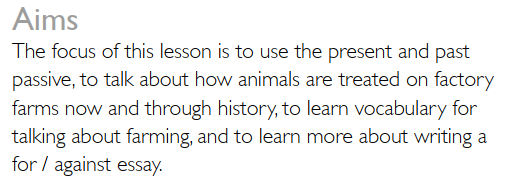 Aims
The focus of this lesson is to use the present and past
passive, to talk about how animals are treated on factory
farms now and through history, to learn vocabulary for
talking about farming, and to learn more about writing a
for / against essay.